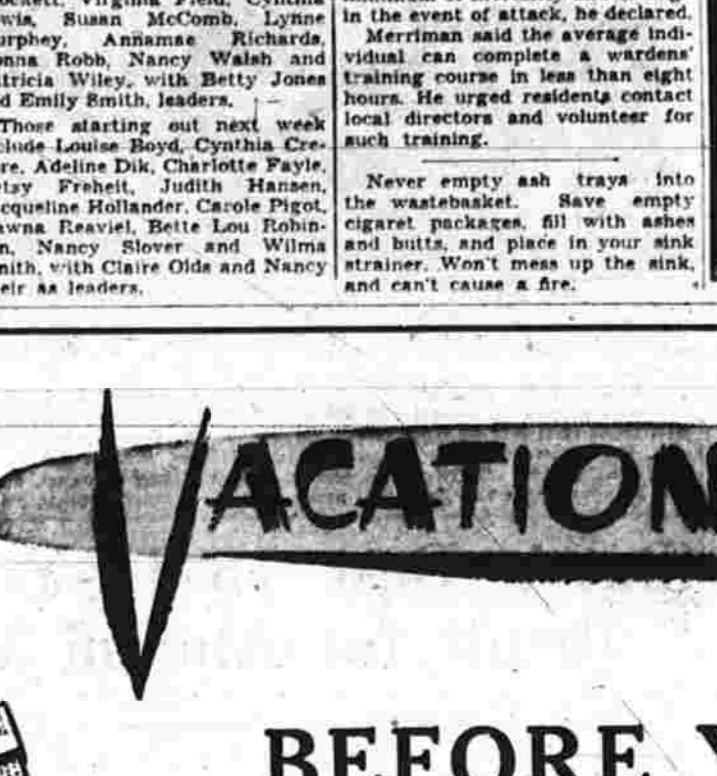 Virginia Field, Cynthia
wis, Susan McComb, Lynne
urphey, Annamae Richards,
onna Robb, Nancy Walsh and
tricia Wiley, with Betty Jones
d Emily Smith, leaders.
Those starting out next week
clude Louise Boyd, Cynthia Cre-
re, Adeline Dik, Charlotte Fayle,
tsy Freheit, Judith Hansen,
cqueline Hollander, Carole Pigot,
awna Reaviel, Bette Lou Robin-
n, Nancy Slover and Wilma
mith, with Claire Olds and Nancy
eir as leaders.
in the event of attack, he declared.
Merriman said the average indi-
vidual can complete a wardens'
training course in less than eight
hours. He urged residents contact
local directors and volunteer for
such training.
Never empty ash trays into
the wastebasket. Save empty
cigaret packages, fill with ashes
and butts, and place in your sink
strainer. Won't mess up the sink,
and can't cause a fire.
VACATION
BEFORE Y